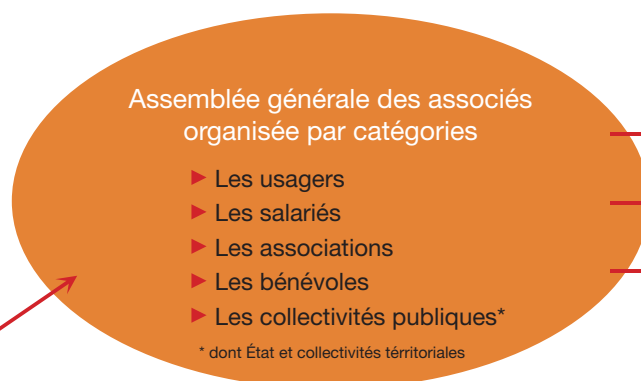 Assemblée générale des associés
organisée par catégories
► Les usagers
► Les salariés
► Les associations
► Les bénévoles
► Les collectivités publiques*
* dont État et collectivités térritoriales